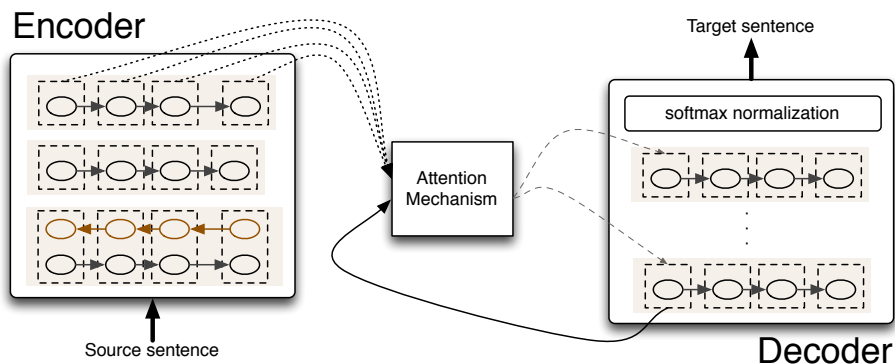 Encoder
Target sentence
softmax normalization
Attention
Mechanism
Source sentence
Decoder